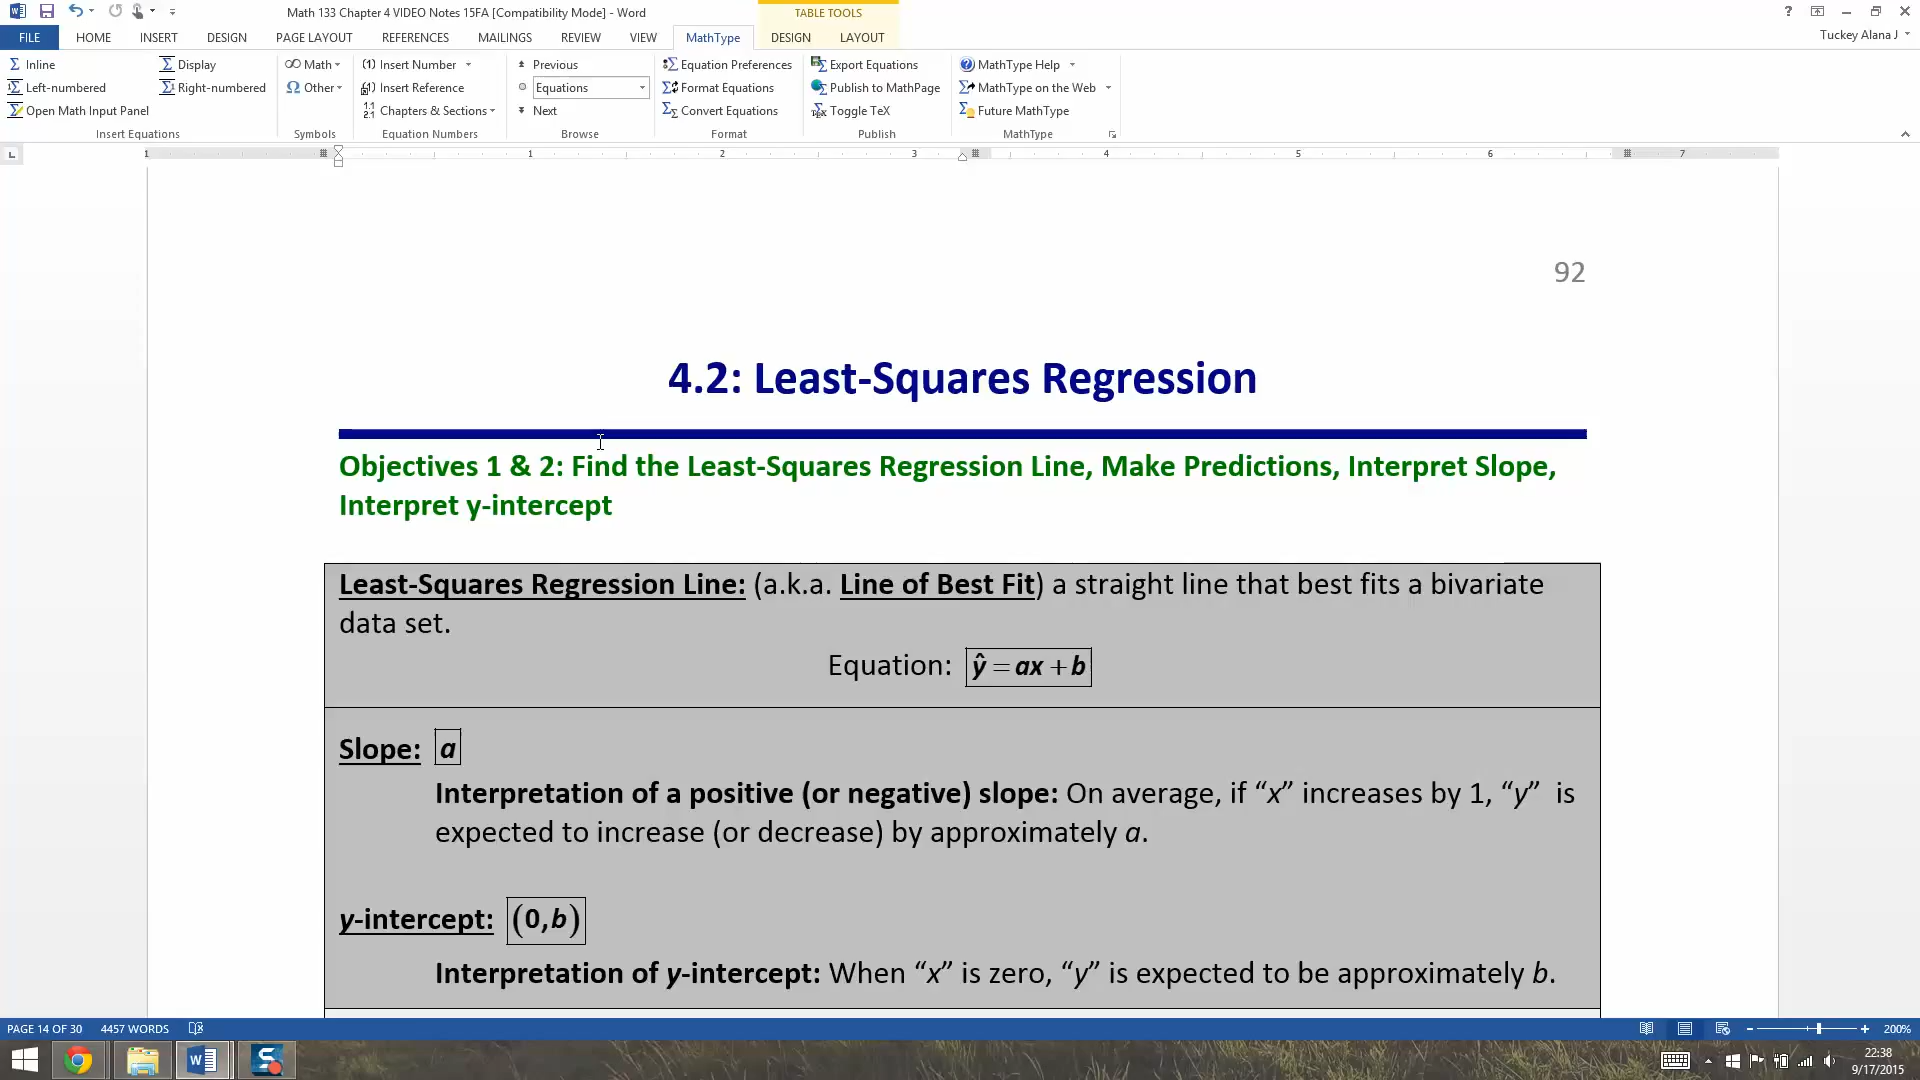 Math 133 Chapter 4 VIDEO Notes 15FA [Compatibility Mode] - Word
TABLE TOOLS
?
FILE HOME INSERT DESIGN PAGE LAYOUT REFERENCES MAILINGS REVIEW VIEW MathType DESIGN LAYOUT
Tuckey Alana J
Inline Display Math Insert Number Previous Equation Preferences Export Equations MathType Help
Left-numbered Right-numbered Other Insert Reference Equations Format Equations Publish to MathPage MathType on the Web
Open Math Input Panel Chapters & Sections Next Convert Equations Toggle TeX Future MathType
Insert Equations Symbols Equation Numbers Browse Format Publish MathType
1 1 2 3 4 5 6 7
92
4.2: Least-Squares Regression
Objectives 1 & 2: Find the Least-Squares Regression Line, Make Predictions, Interpret Slope,
Interpret y-intercept
Least-Squares Regression Line: (a.k.a. Line of Best Fit) a straight line that best fits a bivariate
data set.
Equation: ŷ = ax + b
Slope: a
Interpretation of a positive (or negative) slope: On average, if “x” increases by 1, “y” is
expected to increase (or decrease) by approximately a.
y-intercept: (0,b)
Interpretation of y-intercept: When “x” is zero, “y” is expected to be approximately b.
PAGE 14 OF 30 4457 WORDS 200%
22:38
9/17/2015